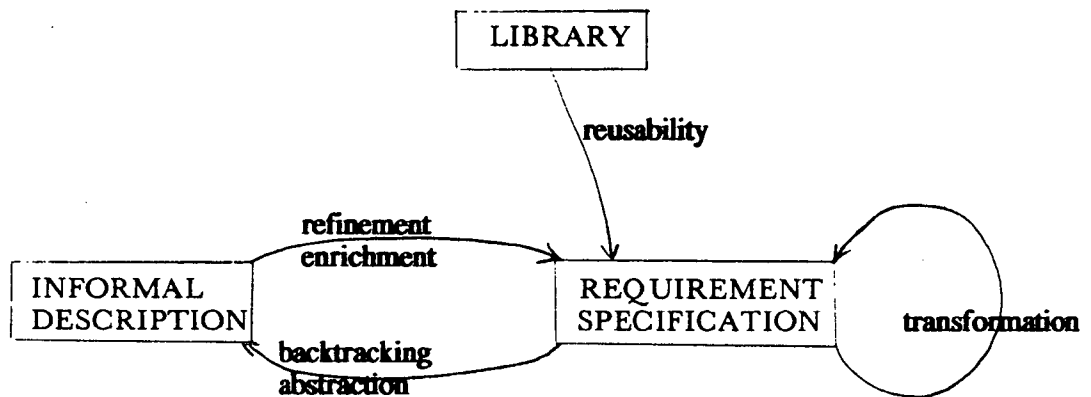 LIBRARY
reusability
refinement
enrichment
INFORMAL
DESCRIPTION
REQUIREMENT
SPECIFICATION
transformation
backtracking
abstraction